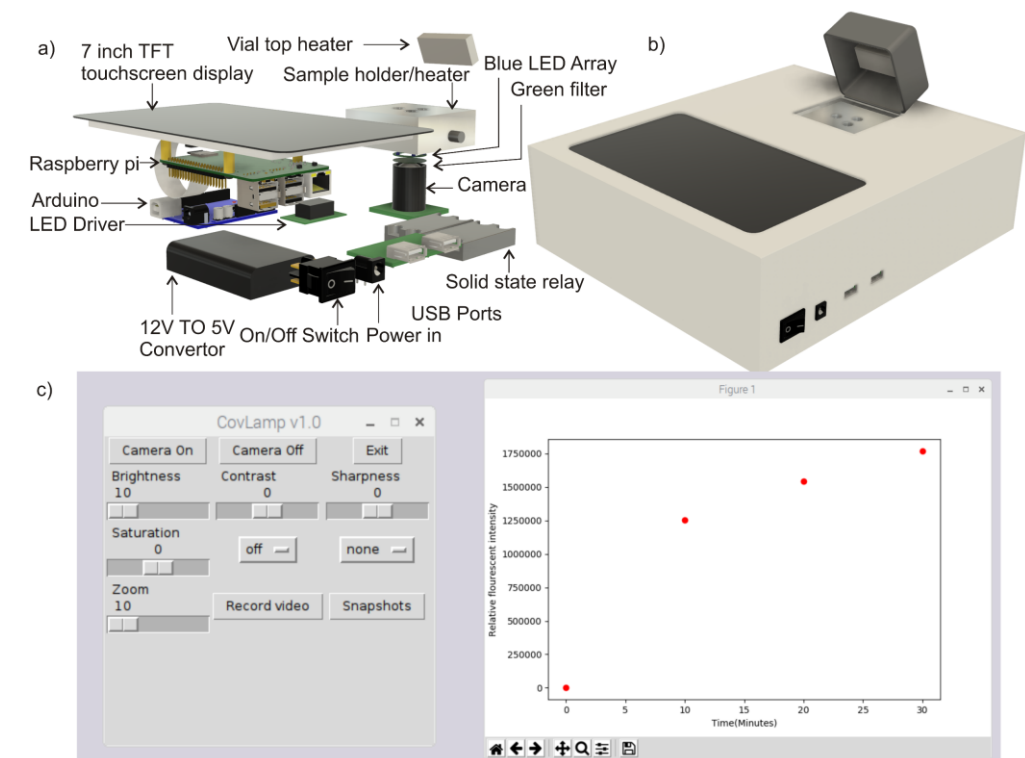 a)
7 inch TFT
touchscreen display
Vial top heater
Sample holder/heater
Blue LED Array
Green filter
Raspberry pi
Camera
Arduino
LED Driver
Solid state relay
USB Ports
12V TO 5V
Convertor
On/Off Switch
Power in
b)
c)
CovLamp v1.0
Camera On
Camera Off
Exit
Brightness
10
Contrast
0
Sharpness
0
Saturation
0
off
none
Zoom
10
Record video
Snapshots
Figure 1
Relative flourescent intensity
1750000
1500000
1250000
1000000
750000
500000
250000
0
0 5 10 15 20 25 30
Time(Minutes)